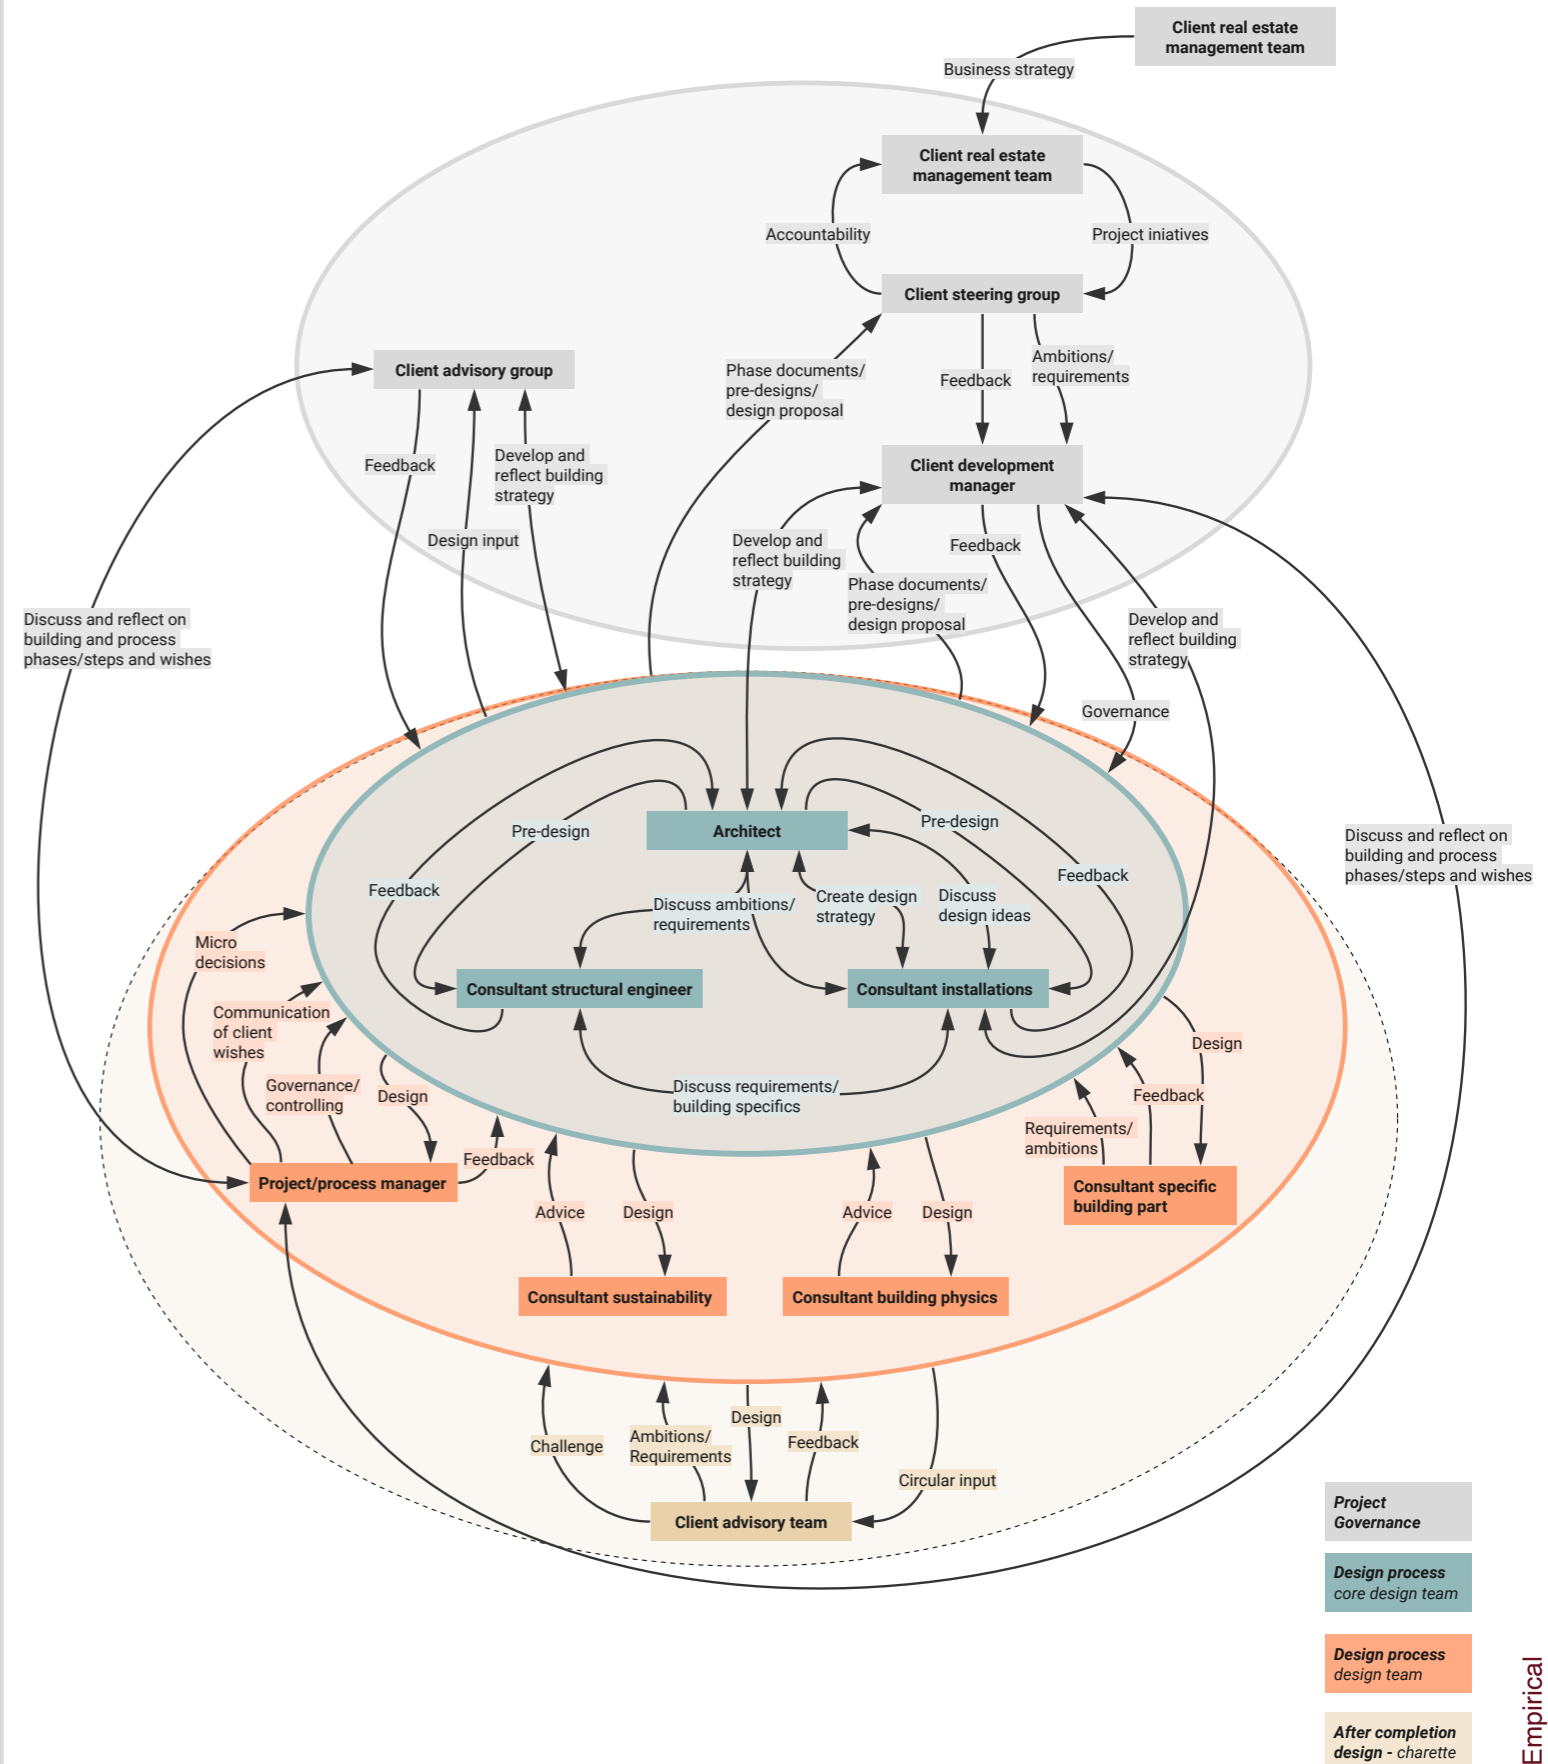 Client real estate
management team
Business strategy
Client real estate
management team
Accountability
Project iniatives
Client steering group
Client advisory group
Phase documents/
pre-designs/
design proposal
Feedback
Ambitions/
requirements
Feedback
Develop and
reflect building
strategy
Client development
manager
Design input
Develop and
reflect building
strategy
Feedback
Phase documents/
pre-designs/
design proposal
Discuss and reflect on
building and process
phases/steps and wishes
Develop and
reflect building
strategy
Governance
Pre-design
Architect
Pre-design
Discuss and reflect on
building and process
phases/steps and wishes
Feedback
Discuss ambitions/
requirements
Create design
strategy
Discuss
design ideas
Feedback
Micro
decisions
Consultant structural engineer
Consultant installations
Communication
of client
wishes
Design
Governance/
controlling
Design
Discuss requirements/
building specifics
Feedback
Requirements/
ambitions
Feedback
Project/process manager
Consultant specific
building part
Advice
Design
Advice
Design
Consultant sustainability
Consultant building physics
Challenge
Ambitions/
Requirements
Design
Feedback
Circular input
Client advisory team
Project
Governance
Design process
core design team
Design process
design team
After completion
design - charette
Empirical